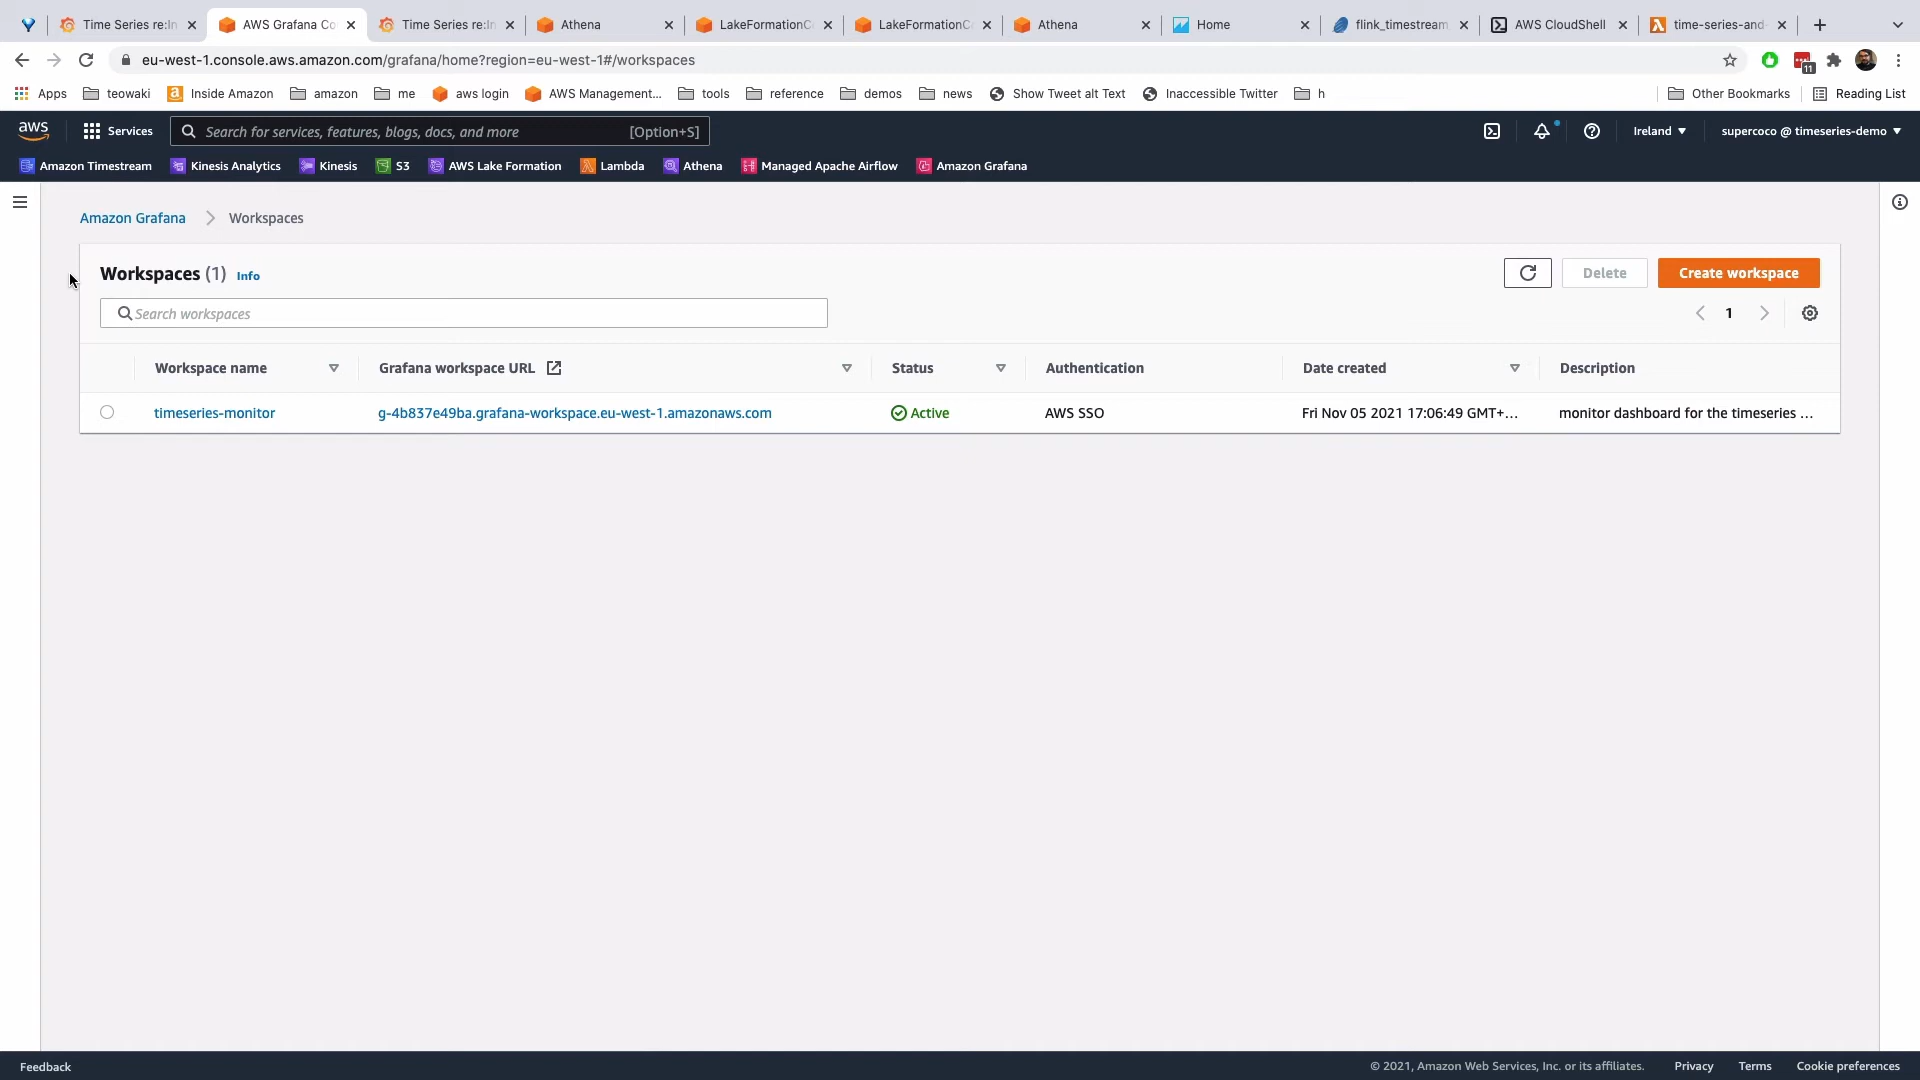 Time Series re:In
AWS Grafana Co
Time Series re:In
Athena
LakeFormationC
LakeFormationC
Athena
Home
flink_timestream
AWS CloudShell
time-series-and-
eu-west-1.console.aws.amazon.com/grafana/home?region=eu-west-1#/workspaces
11
Apps teowaki Inside Amazon amazon me aws login AWS Management... tools reference demos news Show Tweet alt Text Inaccessible Twitter h Other Bookmarks Reading List
aws Services Search for services, features, blogs, docs, and more [Option+S] Ireland supercoco @ timeseries-demo
Amazon Timestream Kinesis Analytics Kinesis S3 AWS Lake Formation Lambda Athena Managed Apache Airflow Amazon Grafana
Amazon Grafana Workspaces
Workspaces (1) Info Delete Create workspace
Search workspaces 1
Workspace name Grafana workspace URL Status Authentication Date created Description
timeseries-monitor g-4b837e49ba.grafana-workspace.eu-west-1.amazonaws.com Active AWS SSO Fri Nov 05 2021 17:06:49 GMT+... monitor dashboard for the timeseries ...
Feedback © 2021, Amazon Web Services, Inc. or its affiliates. Privacy Terms Cookie preferences